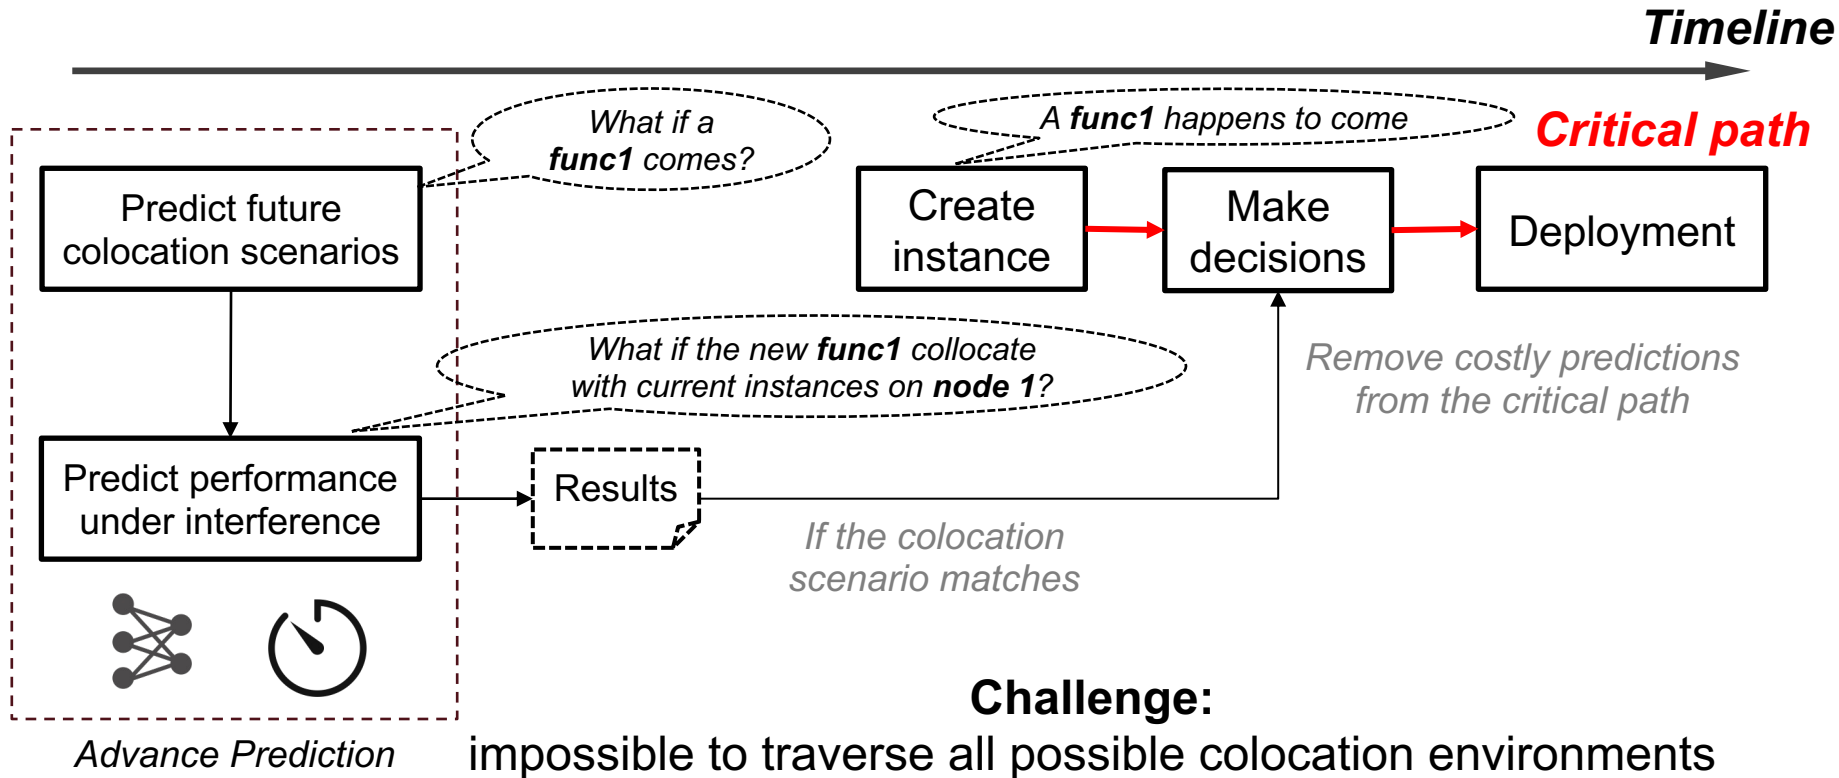 Timeline
What if a
func1 comes?
A func1 happens to come
Critical path
Predict future
colocation scenarios
Create
instance
Make
decisions
Deployment
What if the new func1 collocate
with current instances on node 1?
Remove costly predictions
from the critical path
Predict performance
under interference
Results
If the colocation
scenario matches
Challenge:
impossible to traverse all possible colocation environments
Advance Prediction